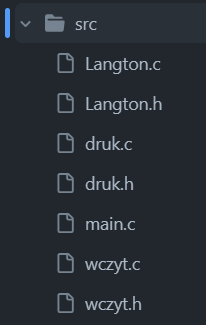 src
Langton.c
Langton.h
druk.c
druk.h
main.c
wczyt.c
wczyt.h